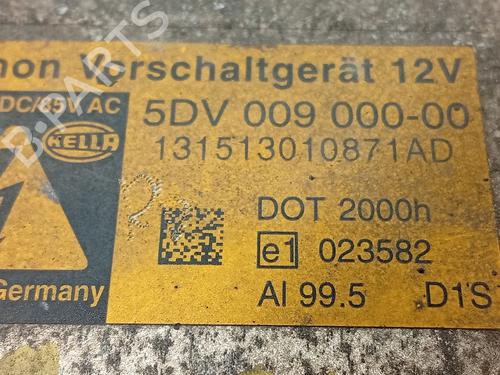 non Vorschaltgerät 12V
DC/85V AC
HELLA
5DV 009 000-00
131513010871AD
DOT 2000h
e1 023582
Germany
Al 99.5 D1S
B-PARTS